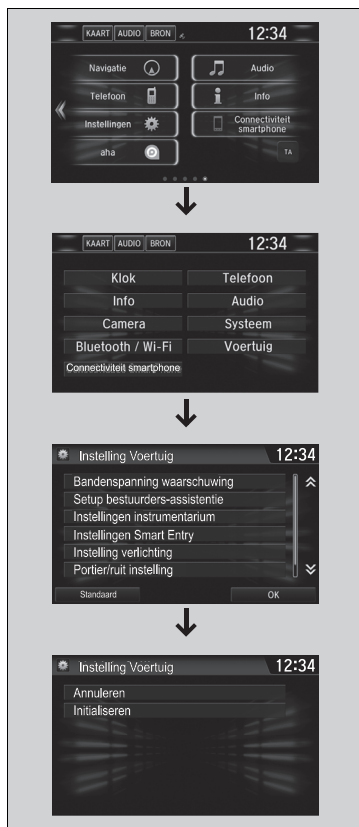 KAART AUDIO BRON 12:34
Navigatie Audio
Telefoon Info
Instellingen Connectiviteit smartphone
aha TA
KAART AUDIO BRON 12:34
Klok Telefoon
Info Audio
Camera Systeem
Bluetooth / Wi-Fi Voertuig
Connectiviteit smartphone
Instelling Voertuig 12:34
Bandenspanning waarschuwing
Setup bestuurders-assistentie
Instellingen instrumentarium
Instellingen Smart Entry
Instelling verlichting
Portier/ruit instelling
Standaard OK
Instelling Voertuig 12:34
Annuleren
Initialiseren